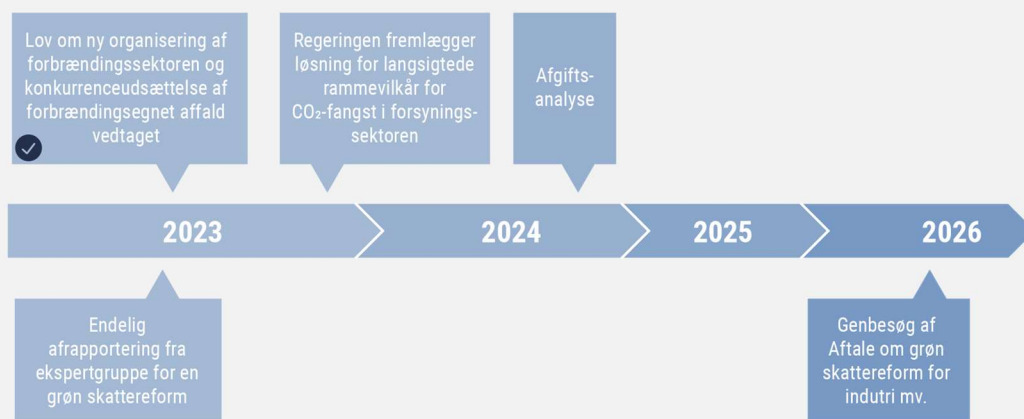 Lov om ny organisering af
forbrændingssektoren og
konkurrenceudsættelse af
forbrændingsegnet affald
vedtaget
Regeringen fremlægger
løsning for langsigtede
rammevilkår for
CO₂-fangst i forsynings-
sektoren
Afgifts-
analyse
2023
2024
2025
2026
Endelig
afrapportering fra
ekspertgruppe for en
grøn skattereform
Genbesøg af
Aftale om grøn
skattereform for
indutri mv.